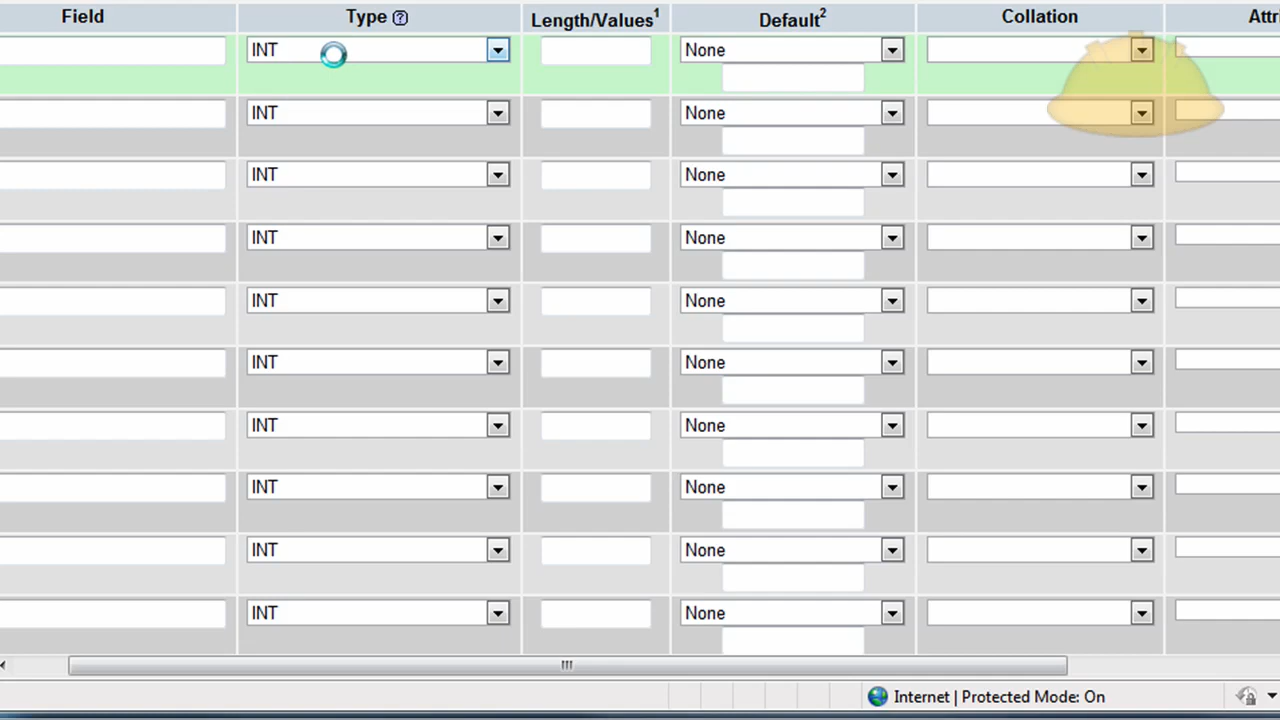 Field Type ? Length/Values1 Default2 Collation Attri
INT None
INT None
INT None
INT None
INT None
INT None
INT None
INT None
INT None
INT None
Internet | Protected Mode: On